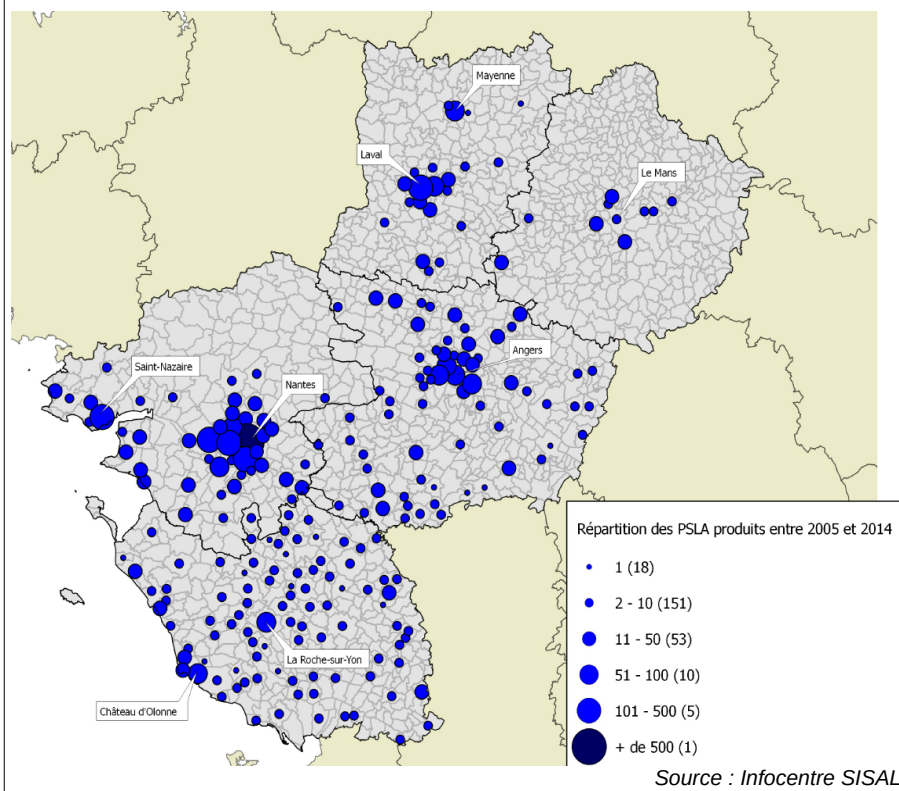 Mayenne
Laval
Le Mans
Saint-Nazaire
Angers
Nantes
La Roche-sur-Yon
Château d'Olonne
Répartition des PSLA produits entre 2005 et 2014
1 (18)
2 - 10 (151)
11 - 50 (53)
51 - 100 (10)
101 - 500 (5)
+ de 500 (1)
Source : Infocentre SISAL